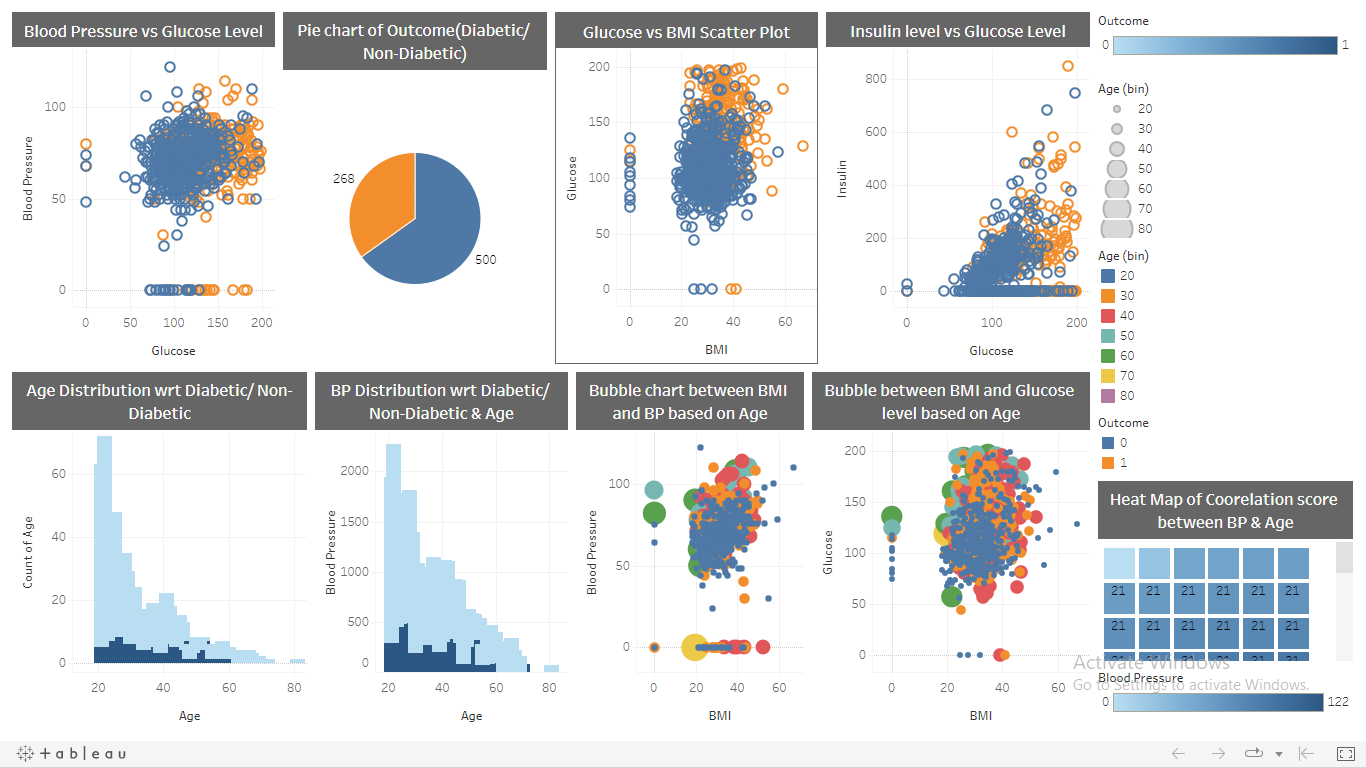 Blood Pressure vs Glucose Level
Pie chart of Outcome(Diabetic/
Non-Diabetic)
Glucose vs BMI Scatter Plot
Insulin level vs Glucose Level
Outcome
0
1
Age (bin)
20
30
40
50
60
70
80
Age (bin)
20
30
40
50
60
70
80
Outcome
0
1
Blood Pressure
100
50
0
0 50 100 150 200
Glucose
268
500
Glucose
200
150
100
50
0
0 20 40 60
BMI
Insulin
800
600
400
200
0
0 100 200
Glucose
Age Distribution wrt Diabetic/ Non-
Diabetic
BP Distribution wrt Diabetic/
Non-Diabetic & Age
Bubble chart between BMI
and BP based on Age
Bubble between BMI and Glucose
level based on Age
Count of Age
60
40
20
0
20 40 60 80
Age
Blood Pressure
2000
1500
1000
500
0
20 40 60 80
Age
Blood Pressure
100
50
0
0 20 40 60
BMI
Glucose
200
150
100
50
0
0 20 40 60
BMI
Heat Map of Coorelation score
between BP & Age
21 21 21 21 21 21
21 21 21 21 21 21
21 21 21 21 21 21
Activate Windows
Go to Settings to activate Windows.
Blood Pressure
0
122
+ a b l e a u